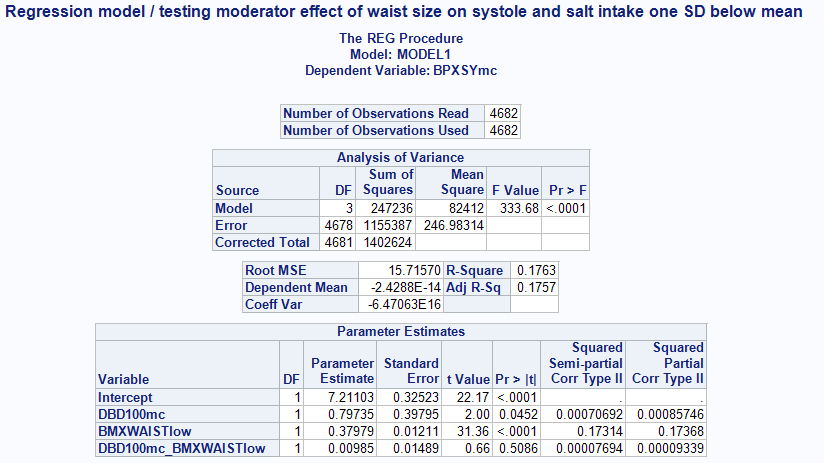 Regression model / testing moderator effect of waist size on systole and salt intake one SD below mean
The REG Procedure
Model: MODEL1
Dependent Variable: BPXSYmc
Number of Observations Read 4682
Number of Observations Used 4682
Analysis of Variance
Source DF Sum of Squares Mean Square F Value Pr > F
Model 3 247236 82412 333.68 <.0001
Error 4678 1155387 246.98314
Corrected Total 4681 1402624
Root MSE 15.71570 R-Square 0.1763
Dependent Mean -2.4288E-14 Adj R-Sq 0.1757
Coeff Var -6.47063E16
Parameter Estimates
Variable DF Parameter Estimate Standard Error t Value Pr > |t| Squared Semi-partial Corr Type II Squared Partial Corr Type II
Intercept 1 7.21103 0.32523 22.17 <.0001 . .
DBD100mc 1 0.79735 0.39795 2.00 0.0452 0.00070692 0.00085746
BMXWAISTlow 1 0.37979 0.01211 31.36 <.0001 0.17314 0.17368
DBD100mc_BMXWAISTlow 1 0.00985 0.01489 0.66 0.5086 0.00007694 0.00009339